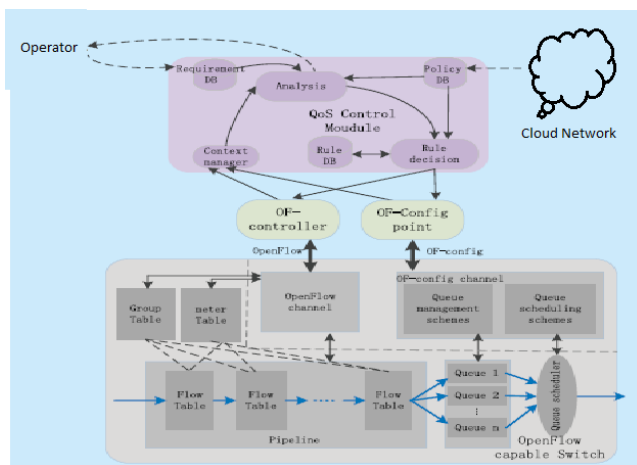 Operator
Requirement
DB
Policy
DB
Analysis
QoS Control
Moudule
Cloud Network
Context
manager
Rule
DB
Rule
decision
OF-
controller
OF-Config
point
OpenFlow
OF-config
OF-config channel
Group
Table
meter
Table
OpenFlow
channel
Queue
management
schemes
Queue
scheduling
schemes
Flow
Table
Flow
Table
Flow
Table
Pipeline
Queue 1
Queue 2
Queue n
Queue scheduler
OpenFlow
capable Switch